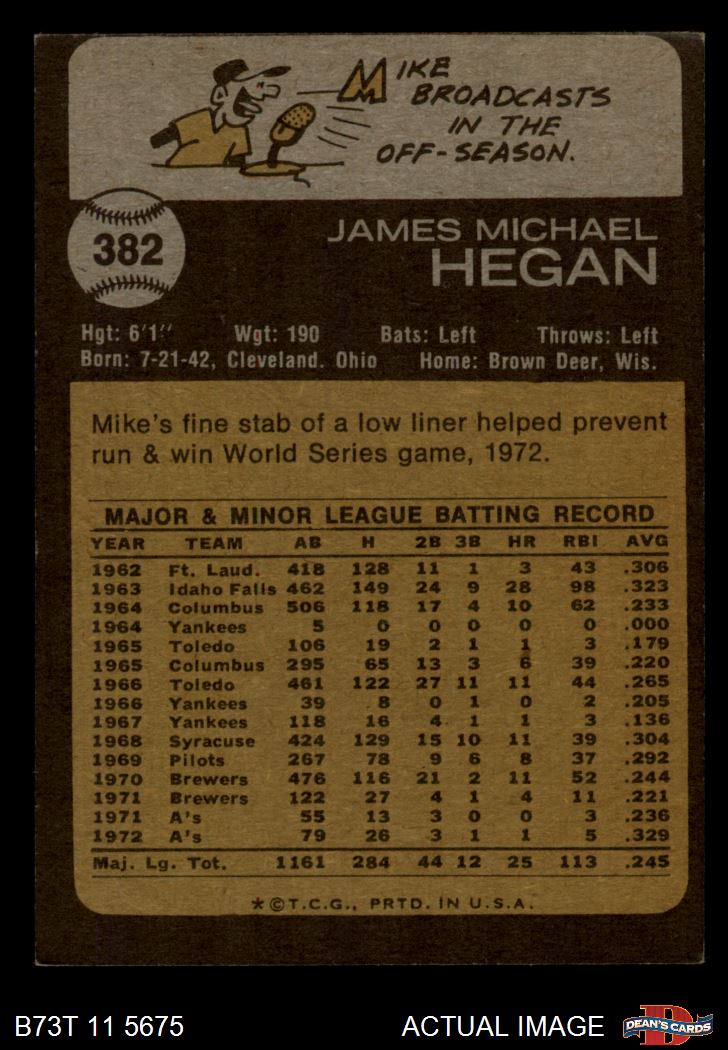 MIKE
BROADCASTS
IN THE
OFF-SEASON.
382
JAMES MICHAEL
HEGAN
Hgt: 6'1" Wgt: 190 Bats: Left Throws: Left
Born: 7-21-42, Cleveland. Ohio Home: Brown Deer, Wis.
Mike's fine stab of a low liner helped prevent
run & win World Series game, 1972.
MAJOR & MINOR LEAGUE BATTING RECORD
YEAR TEAM AB H 2B 3B HR RBI AVG
1962 Ft. Laud. 418 128 11 1 3 43 .306
1963 Idaho Falls 462 149 24 9 28 98 .323
1964 Columbus 506 118 17 4 10 62 .233
1964 Yankees 5 0 0 0 0 0 .000
1965 Toledo 106 19 2 1 1 3 .179
1965 Columbus 295 65 13 3 6 39 .220
1966 Toledo 461 122 27 11 11 44 .265
1966 Yankees 39 8 0 1 0 2 .205
1967 Yankees 118 16 4 1 1 3 .136
1968 Syracuse 424 129 15 10 11 39 .304
1969 Pilots 267 78 9 6 8 37 .292
1970 Brewers 476 116 21 2 11 52 .244
1971 Brewers 122 27 4 1 4 11 .221
1971 A's 55 13 3 0 0 3 .236
1972 A's 79 26 3 1 1 5 .329
Maj. Lg. Tot. 1161 284 44 12 25 113 .245
*©T.C.G., PRTD. IN U.S.A.
B73T 11 5675 ACTUAL IMAGE
D
DEAN'S CARDS